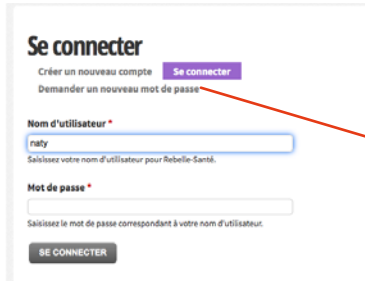 Se connecter
Créer un nouveau compte Se connecter
Demander un nouveau mot de passe
Nom d'utilisateur *
naty
Saisissez votre nom d'utilisateur pour Rebelle-Santé.
Mot de passe *
Saisissez le mot de passe correspondant à votre nom d'utilisateur.
SE CONNECTER